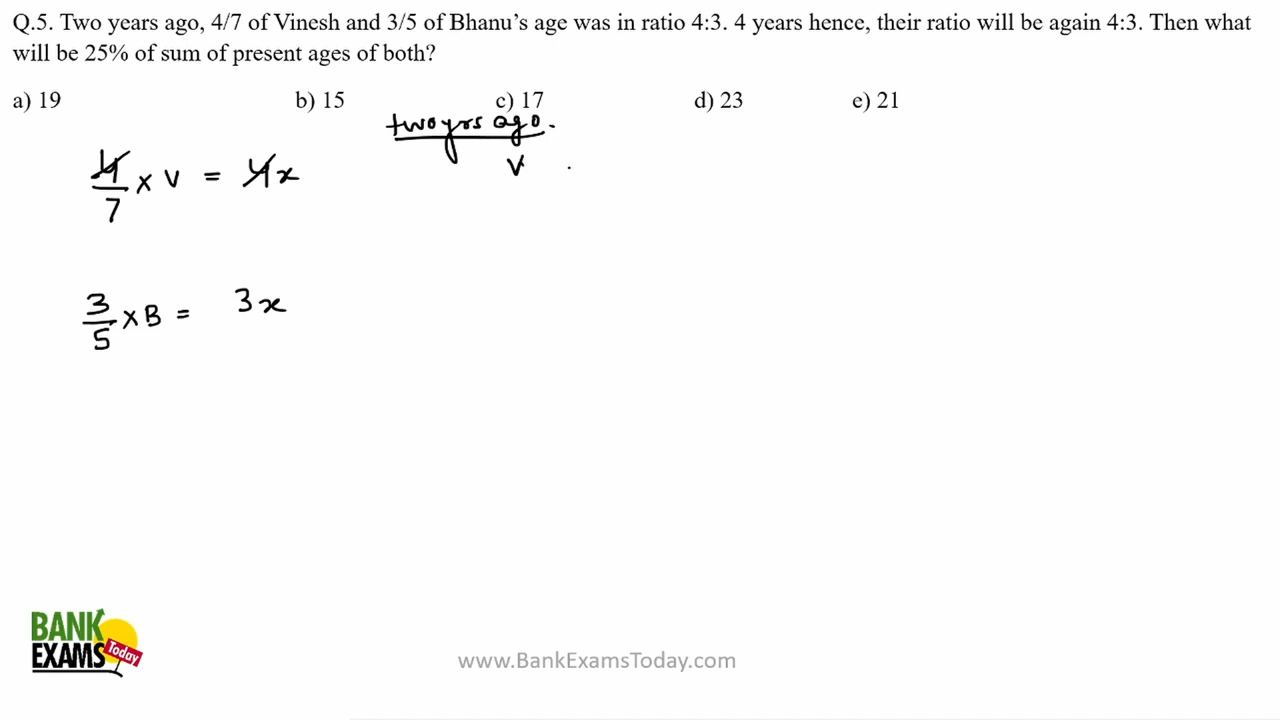 Q.5. Two years ago, 4/7 of Vinesh and 3/5 of Bhanu’s age was in ratio 4:3. 4 years hence, their ratio will be again 4:3. Then what
will be 25% of sum of present ages of both?
a) 19 b) 15 c) 17 d) 23 e) 21
two yrs ago.
4/7 × V = 4x V
3/5 × B = 3x
BANK
EXAMS Today
www.BankExamsToday.com